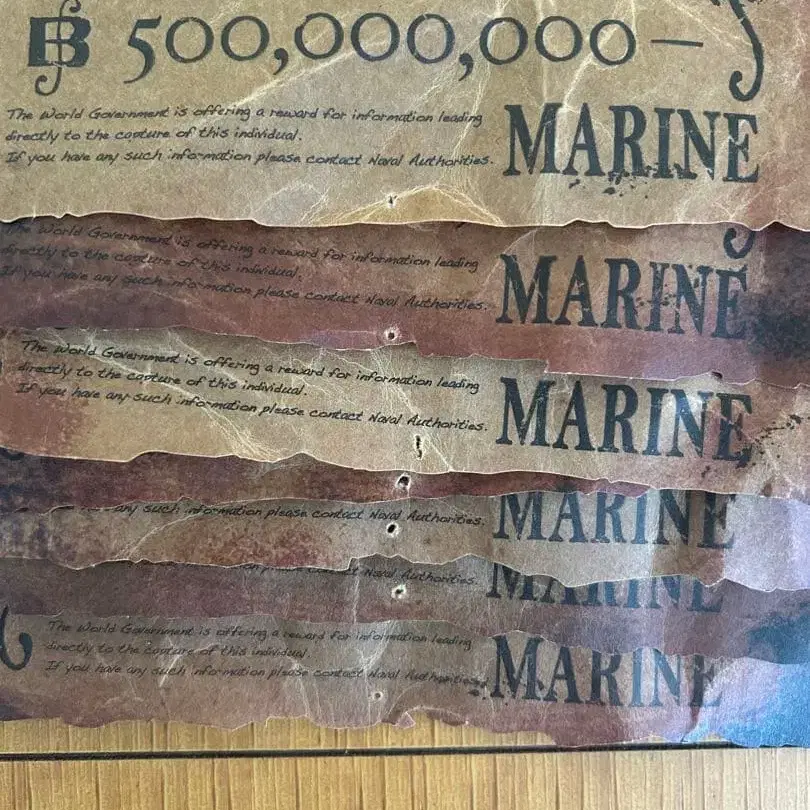 ฿ 500,000,000—
The World Government is offering a reward for information leading
directly to the capture of this individual.
If you have any such information please contact Naval Authorities.
MARINE
The World Government is offering a reward for information leading
directly to the capture of this individual.
If you have any such information please contact Naval Authorities.
MARINE
The World Government is offering a reward for information leading
directly to the capture of this individual.
If you have any such information please contact Naval Authorities.
MARINE
any such information please contact Naval Authorities.
MARINE
please contact Naval Authorities.
MARINE
The World Government is offering a reward for information leading
directly to the capture of this individual.
If you have any such information please contact Naval Authorities.
MARINE